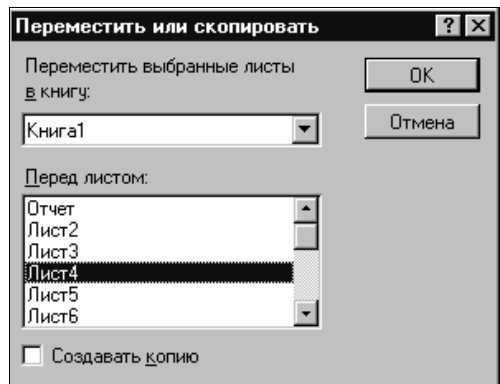 Переместить или скопировать
Переместить выбранные листы
в книгу:
OK
Книга1
Отмена
Перед листом:
Отчет
Лист2
Лист3
Лист4
Лист5
Лист6
Создавать копию